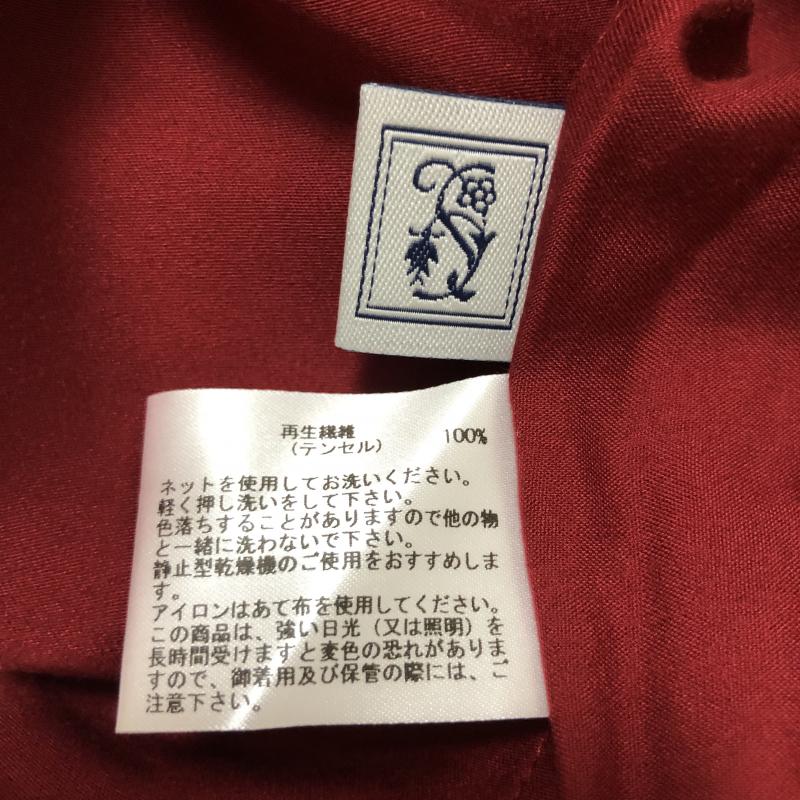 再生繊維 100%
（テンセル）
ネットを使用してお洗いください。
軽く押し洗いをして下さい。
色落ちすることがありますので他の物
と一緒に洗わないで下さい。
静止型乾燥機のご使用をおすすめしま
す。
アイロンはあて布を使用してください。
この商品は、強い日光（又は照明）を
長時間受けますと変色の恐れがありま
すので、御着用及び保管の際には、ご
注意下さい。